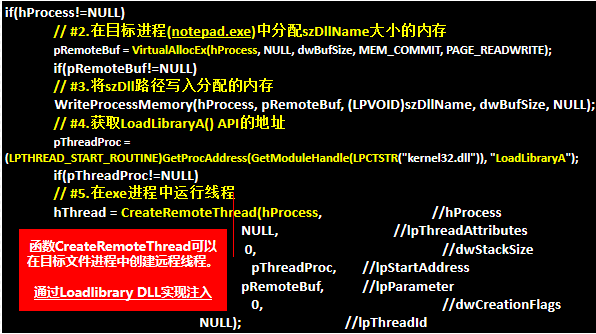 if(hProcess!=NULL)
// #2.在目标进程(notepad.exe)中分配szDllName大小的内存
pRemoteBuf = VirtualAllocEx(hProcess, NULL, dwBufSize, MEM_COMMIT, PAGE_READWRITE);
if(pRemoteBuf!=NULL)
// #3.将szDll路径写入分配的内存
WriteProcessMemory(hProcess, pRemoteBuf, (LPVOID)szDllName, dwBufSize, NULL);
// #4.获取LoadLibraryA() API的地址
pThreadProc =
(LPTHREAD_START_ROUTINE)GetProcAddress(GetModuleHandle(LPCTSTR("kernel32.dll")), "LoadLibraryA");
if(pThreadProc!=NULL)
// #5.在exe进程中运行线程
hThread = CreateRemoteThread(hProcess, //hProcess
NULL, //lpThreadAttributes
0, //dwStackSize
pThreadProc, //lpStartAddress
pRemoteBuf, //lpParameter
0, //dwCreationFlags
NULL); //lpThreadId
函数CreateRemoteThread可以
在目标文件进程中创建远程线程。
通过Loadlibrary DLL实现注入